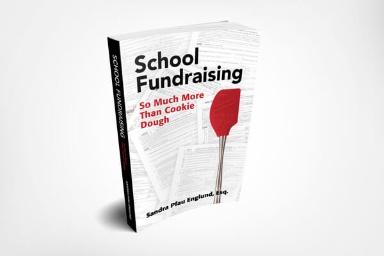 School
Fundraising
So Much More
Than Cookie
Dough
Sandra Pfau Englund, Esq.
SCHOOL FUNDRAISING